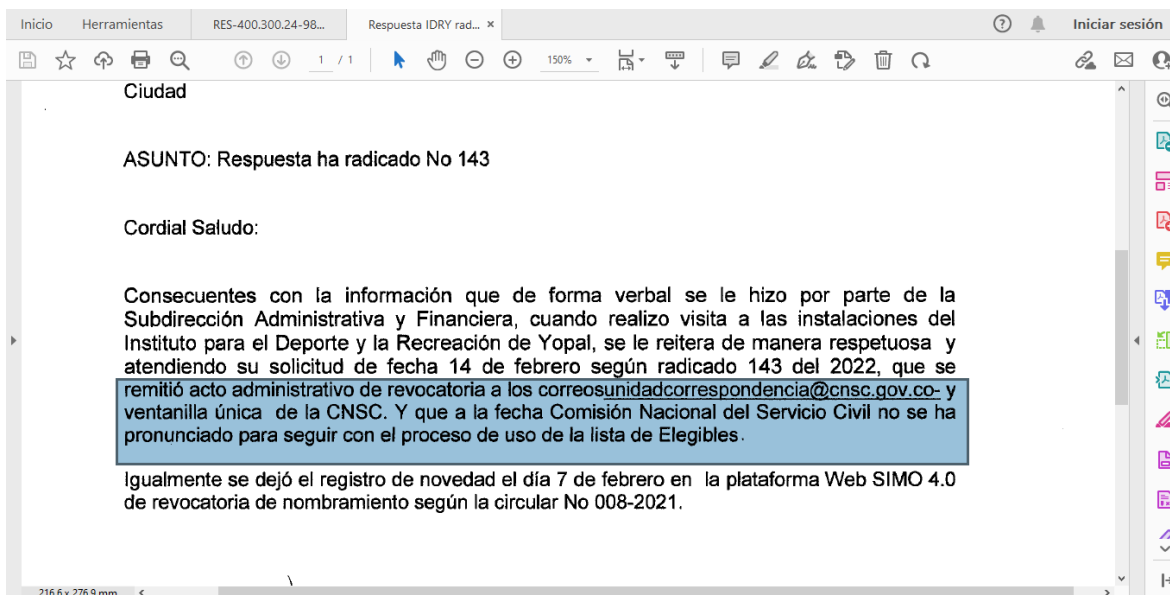 Inicio Herramientas RES-400.300.24-98... Respuesta IDRY rad... × Iniciar sesión
1 / 1 150%
Ciudad
ASUNTO: Respuesta ha radicado No 143
Cordial Saludo:
Consecuentes con la información que de forma verbal se le hizo por parte de la
Subdirección Administrativa y Financiera, cuando realizo visita a las instalaciones del
Instituto para el Deporte y la Recreación de Yopal, se le reitera de manera respetuosa y
atendiendo su solicitud de fecha 14 de febrero según radicado 143 del 2022, que se
remitió acto administrativo de revocatoria a los correosunidadcorrespondencia@cnsc.gov.co- y
ventanilla única de la CNSC. Y que a la fecha Comisión Nacional del Servicio Civil no se ha
pronunciado para seguir con el proceso de uso de la lista de Elegibles.
Igualmente se dejó el registro de novedad el día 7 de febrero en la plataforma Web SIMO 4.0
de revocatoria de nombramiento según la circular No 008-2021.
216,6 x 276,9 mm